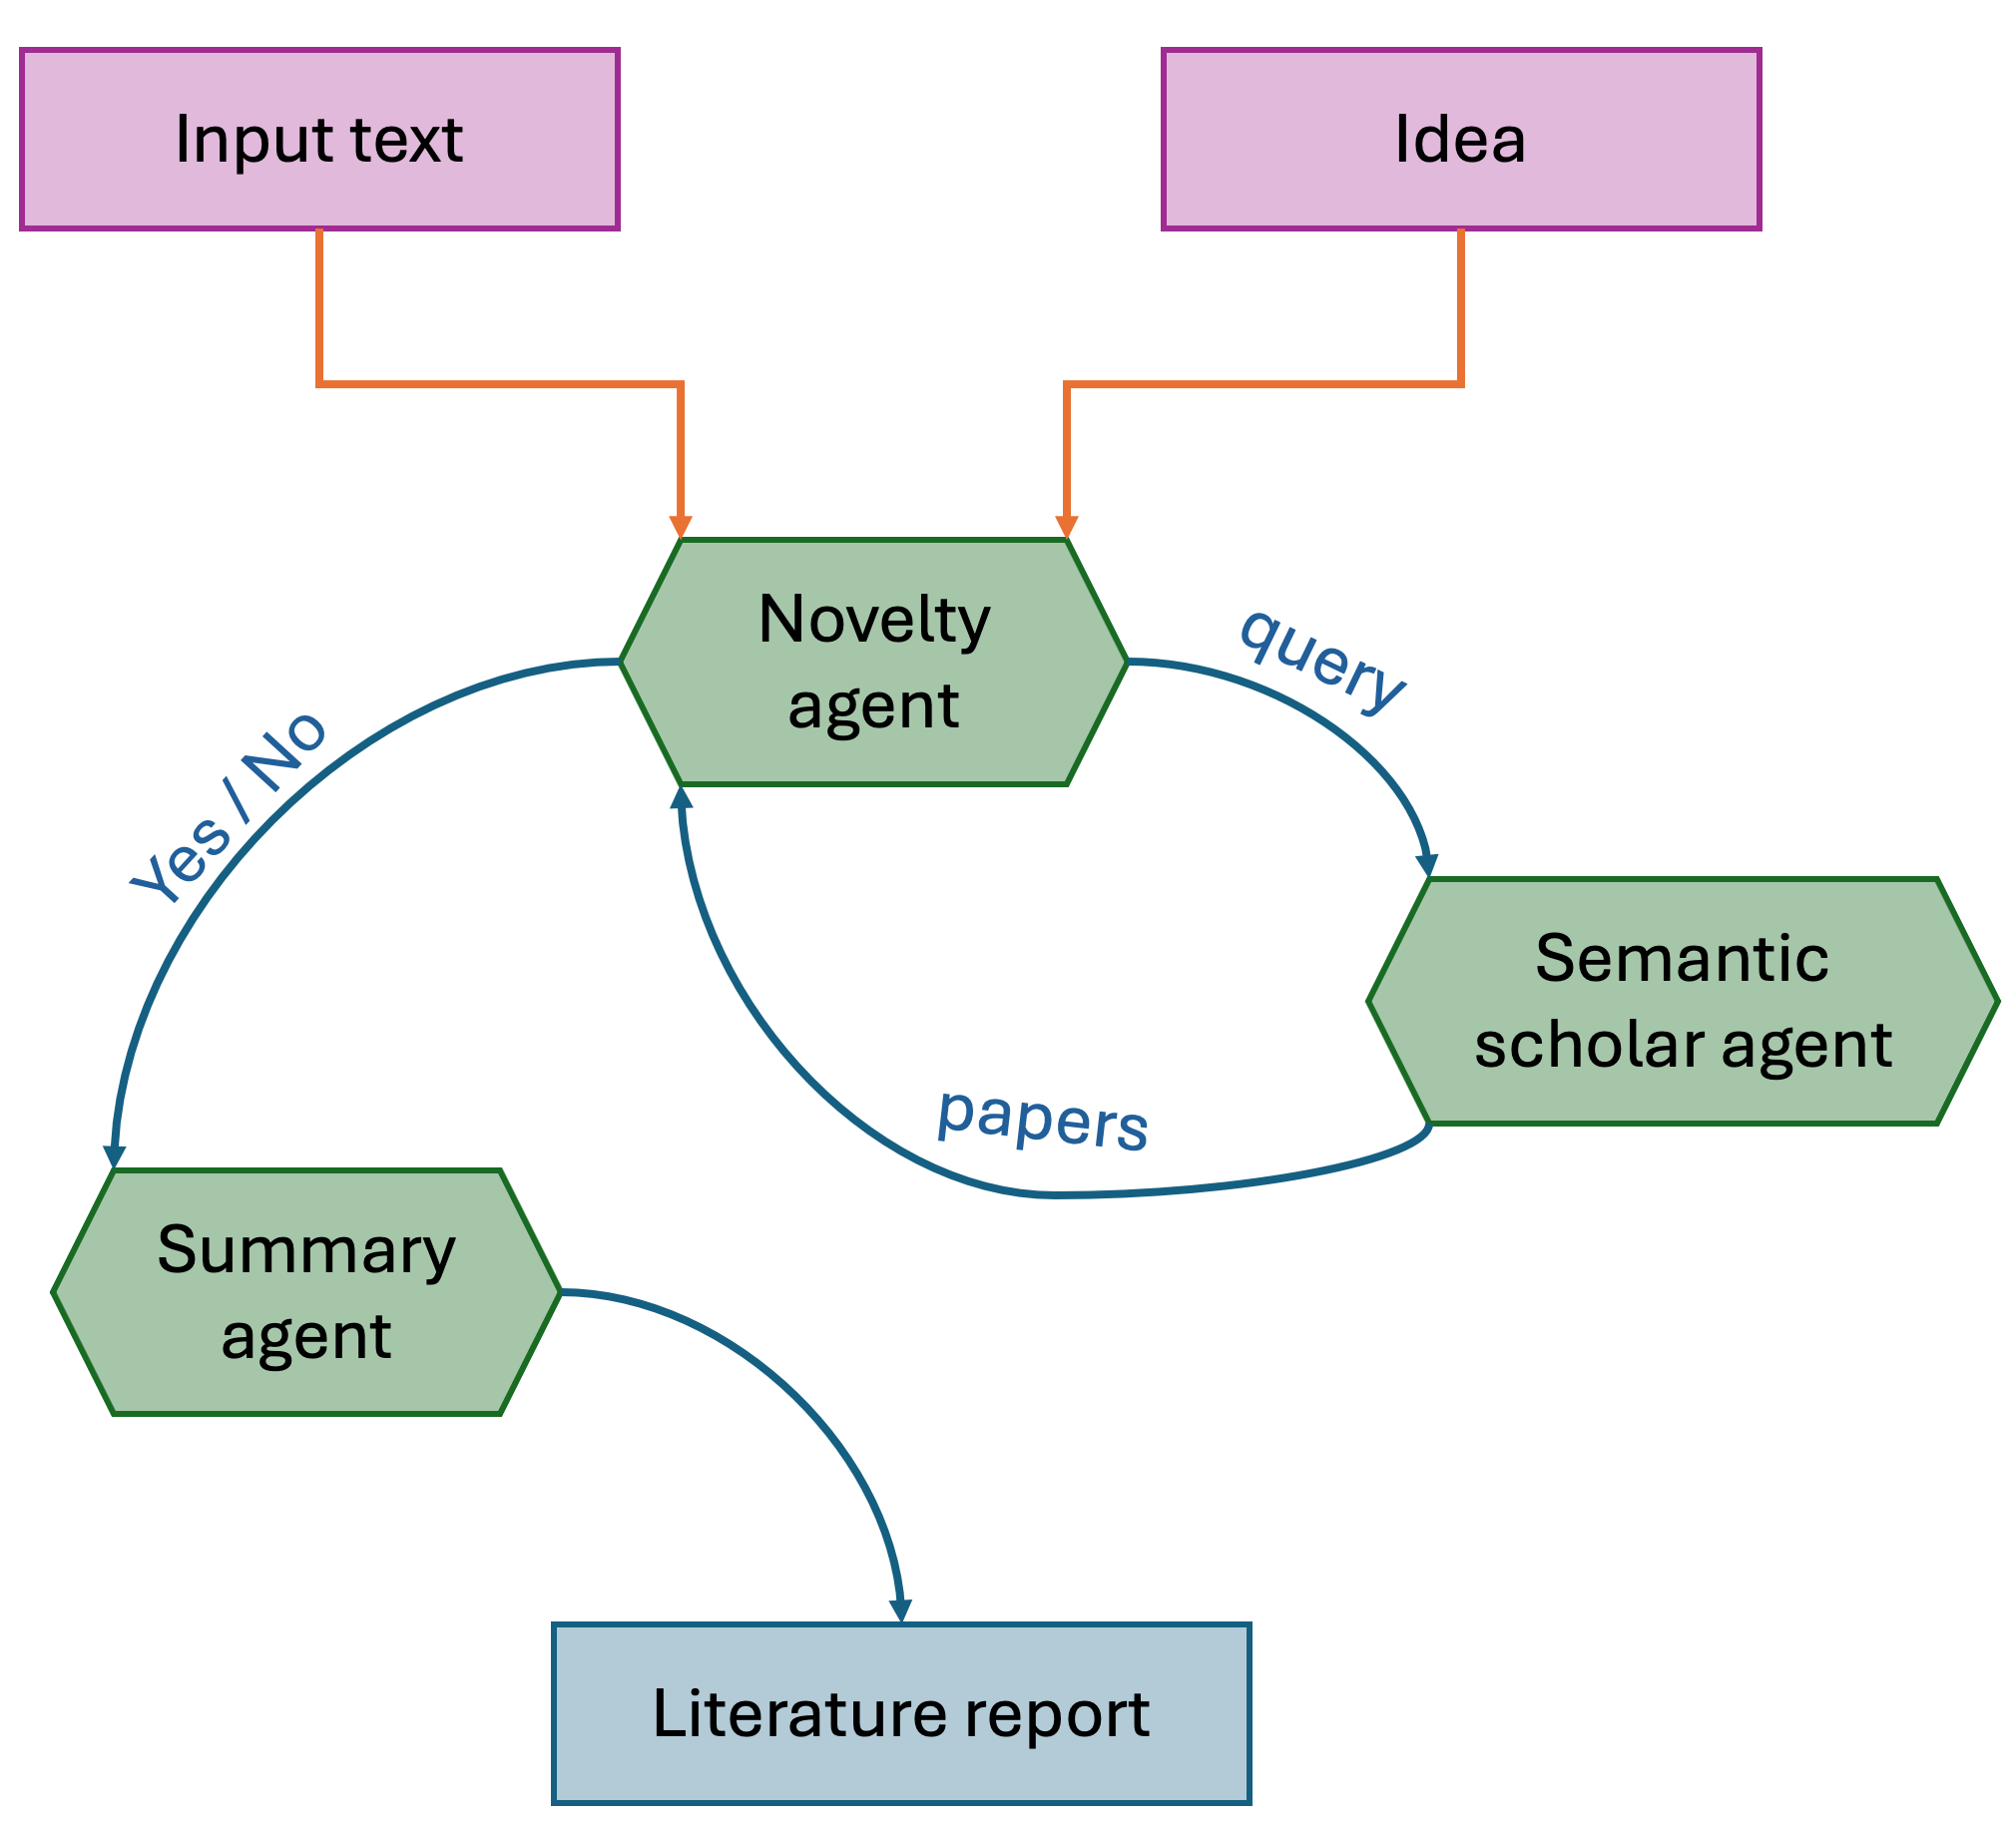 Input text
Idea
Novelty
agent
query
Yes / No
Semantic
scholar agent
papers
Summary
agent
Literature report